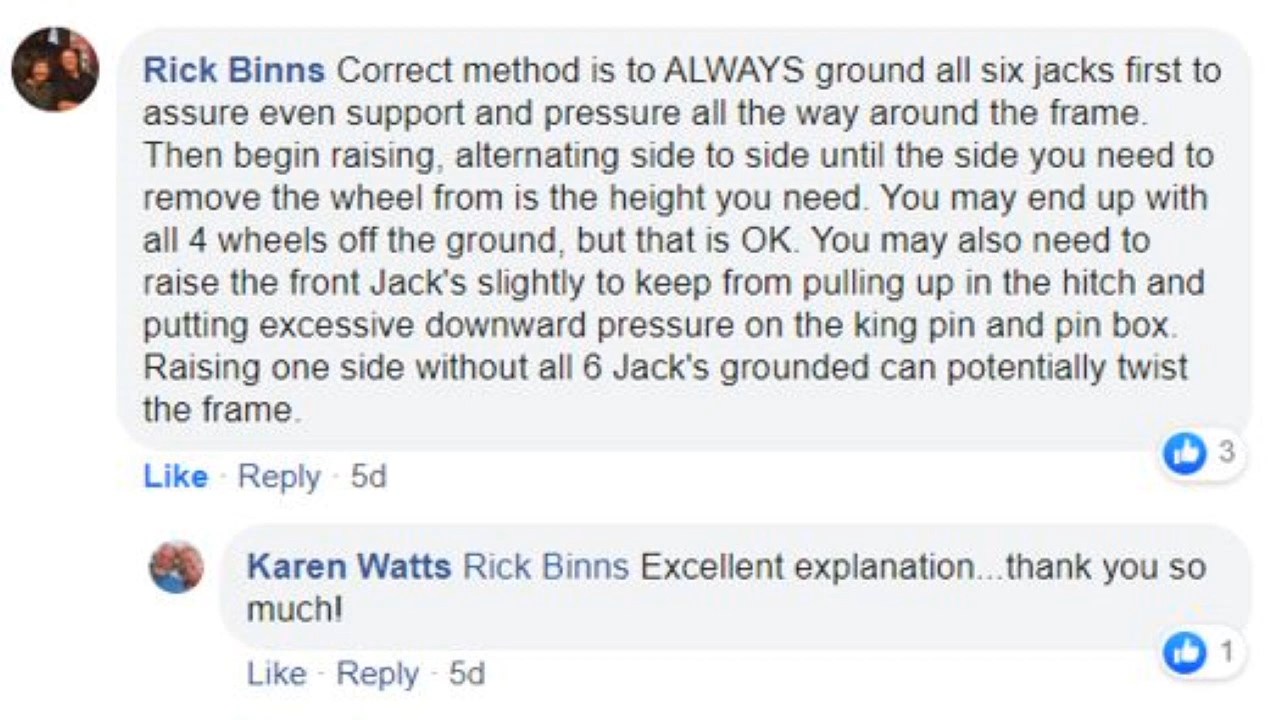 Rick Binns Correct method is to ALWAYS ground all six jacks first to
assure even support and pressure all the way around the frame.
Then begin raising, alternating side to side until the side you need to
remove the wheel from is the height you need. You may end up with
all 4 wheels off the ground, but that is OK. You may also need to
raise the front Jack's slightly to keep from pulling up in the hitch and
putting excessive downward pressure on the king pin and pin box.
Raising one side without all 6 Jack's grounded can potentially twist
the frame.
3
Like · Reply · 5d
Karen Watts Rick Binns Excellent explanation...thank you so
much!
1
Like · Reply · 5d